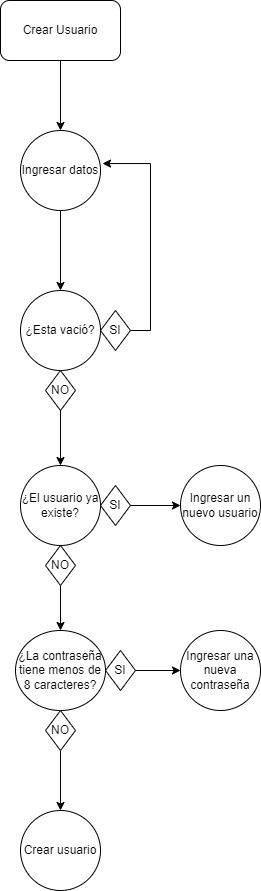 Crear Usuario
Ingresar datos
¿Esta vació?
SI
NO
¿El usuario ya
existe?
SI
Ingresar un
nuevo usuario
NO
¿La contraseña
tiene menos de
8 caracteres?
SI
Ingresar una
nueva
contraseña
NO
Crear usuario